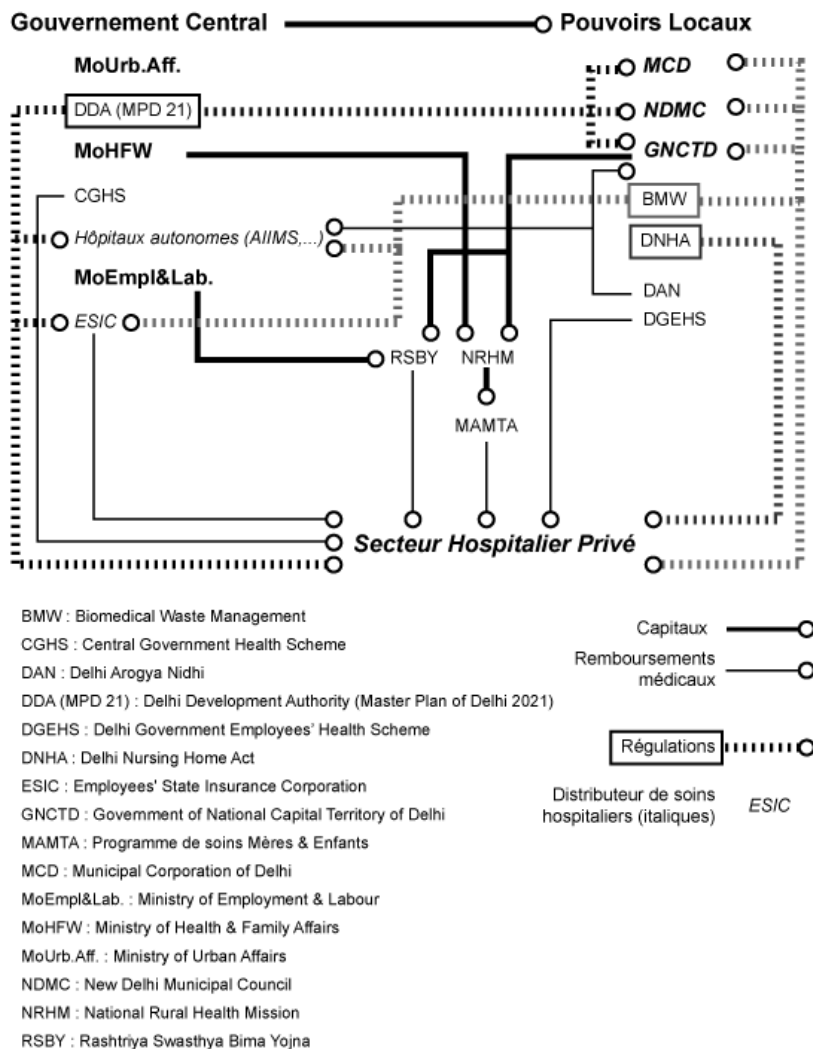 Gouvernement Central
Pouvoirs Locaux
MoUrb.Aff.
MCD
DDA (MPD 21)
NDMC
MoHFW
GNCTD
CGHS
BMW
Hôpitaux autonomes (AIIMS,...)
DNHA
MoEmpl&Lab.
DAN
ESIC
DGEHS
RSBY
NRHM
MAMTA
Secteur Hospitalier Privé
BMW : Biomedical Waste Management
CGHS : Central Government Health Scheme
DAN : Delhi Arogya Nidhi
DDA (MPD 21) : Delhi Development Authority (Master Plan of Delhi 2021)
DGEHS : Delhi Government Employees' Health Scheme
DNHA : Delhi Nursing Home Act
ESIC : Employees' State Insurance Corporation
GNCTD : Government of National Capital Territory of Delhi
MAMTA : Programme de soins Mères & Enfants
MCD : Municipal Corporation of Delhi
MoEmpl&Lab. : Ministry of Employment & Labour
MoHFW : Ministry of Health & Family Affairs
MoUrb.Aff. : Ministry of Urban Affairs
NDMC : New Delhi Municipal Council
NRHM : National Rural Health Mission
RSBY : Rashtriya Swasthya Bima Yojna
Capitaux
Remboursements
médicaux
Régulations
Distributeur de soins
hospitaliers (italiques)
ESIC